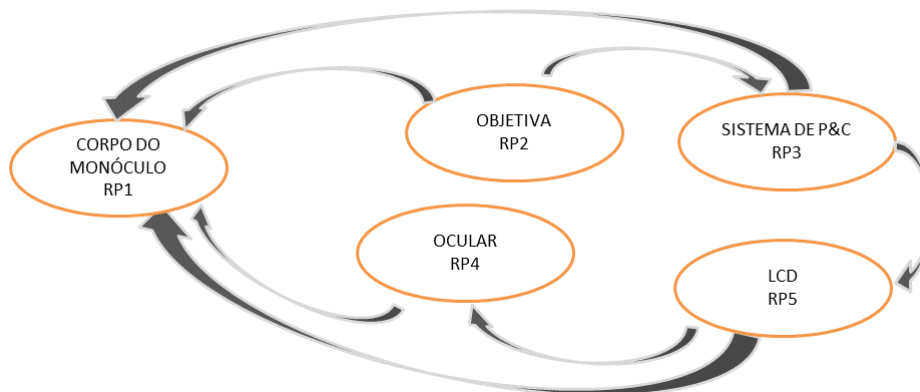 CORPO DO
MONÓCULO
RP1
OBJETIVA
RP2
SISTEMA DE P&C
RP3
OCULAR
RP4
LCD
RP5